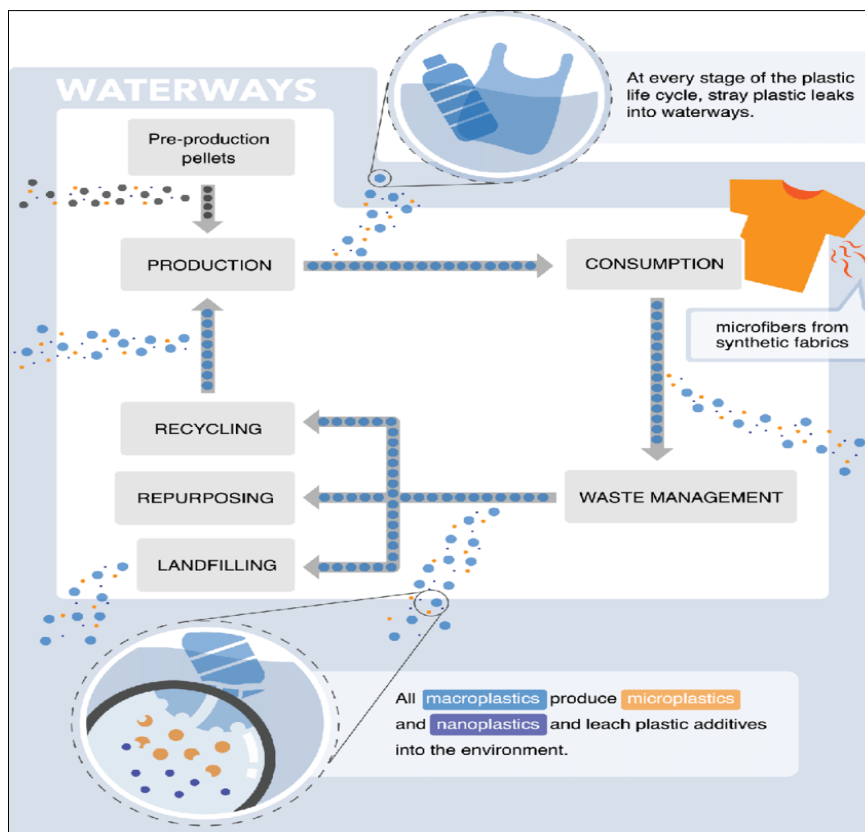 WATERWAYS
At every stage of the plastic
life cycle, stray plastic leaks
into waterways.
Pre-production
pellets
PRODUCTION
CONSUMPTION
microfibers from
synthetic fabrics
RECYCLING
REPURPOSING
WASTE MANAGEMENT
LANDFILLING
All macroplastics produce microplastics
and nanoplastics and leach plastic additives
into the environment.